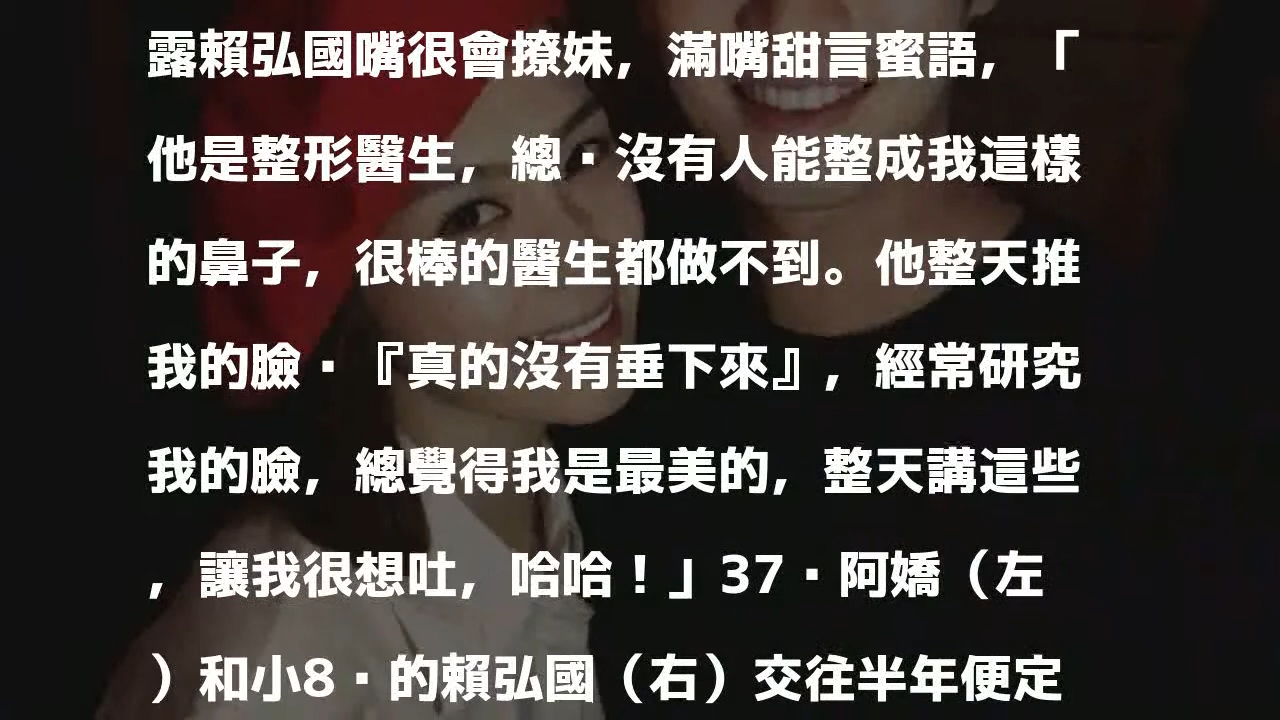 露賴弘國嘴很會撩妹，滿嘴甜言蜜語，「
他是整形醫生，總·沒有人能整成我這樣
的鼻子，很棒的醫生都做不到。他整天推
我的臉·『真的沒有垂下來』，經常研究
我的臉，總覺得我是最美的，整天講這些
，讓我很想吐，哈哈！」37·阿嬌（左
）和小8·的賴弘國（右）交往半年便定